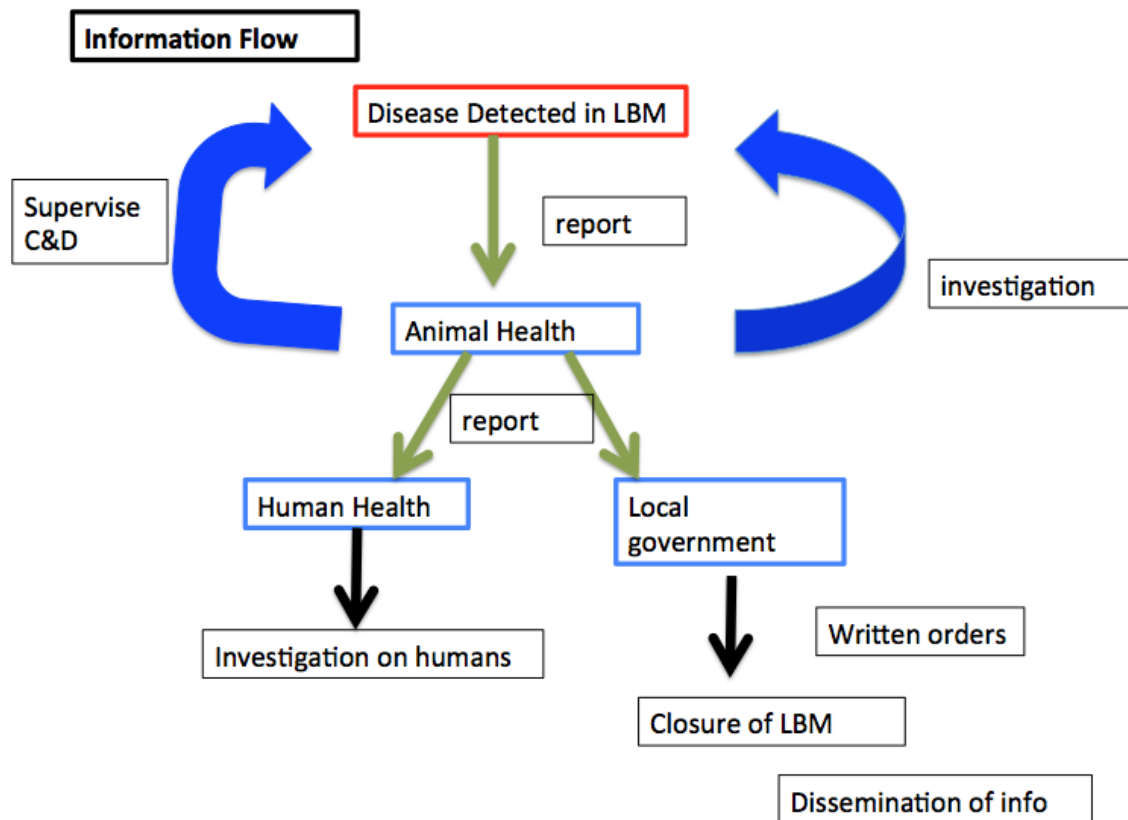 Information Flow
Disease Detected in LBM
Supervise
C&D
report
investigation
Animal Health
report
Human Health
Local
government
Written orders
Investigation on humans
Closure of LBM
Dissemination of info